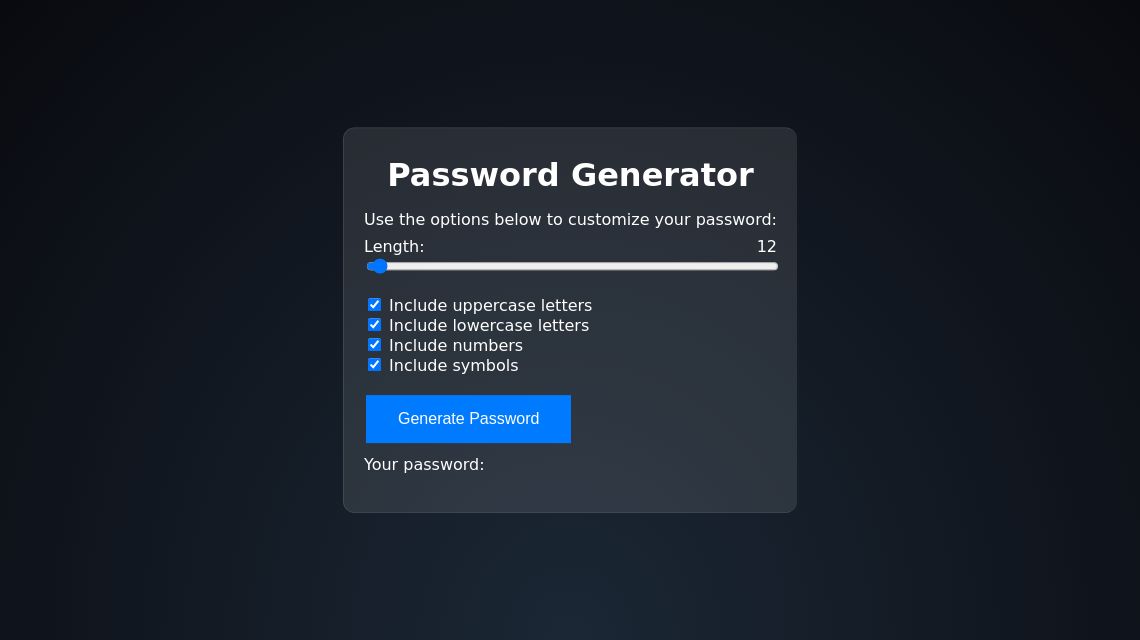 Password Generator
Use the options below to customize your password:
Length: 12
Include uppercase letters
Include lowercase letters
Include numbers
Include symbols
Generate Password
Your password: